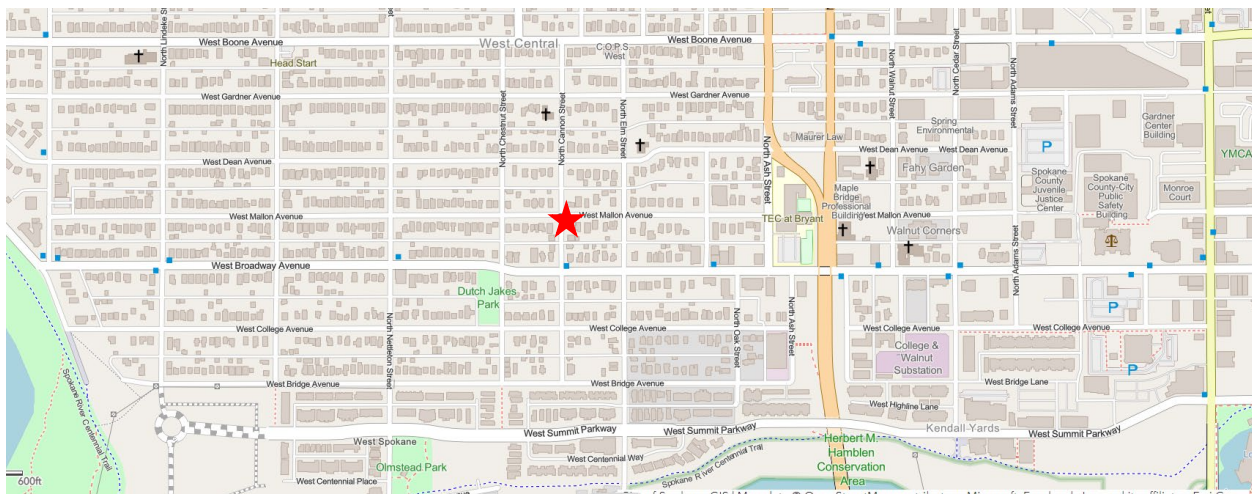 North Lindeke St
West Boone Avenue
West Central
C.O.P.S.
West
West Boone Avenue
Head Start
North Walnut Street
North Cedar Street
North Adams Street
West Gardner Avenue
North Chestnut Street
North Cannon Street
North Elm Street
West Gardner Avenue
Spring
Environmental
Gardner
Center
Building
Maurer Law
P
West Dean Avenue
North Ash Street
West Dean Avenue
West Dean Avenue
Fahy Garden
YMCA
Spokane
County
Juvenile
Justice
Center
Spokane
County-City
Public
Safety
Building
Monroe
Court
Maple
Bridge
Professional
Building
West Mallon Avenue
West Mallon Avenue
TEC at Bryant
West Mallon Avenue
Walnut Corners
North Adams Street
West Broadway Avenue
West Broadway Avenue
Dutch Jakes
Park
North Nettleton Street
North Oak Street
North Ash Street
P
West College Avenue
West College Avenue
West College Avenue
West College Avenue
College &
Walnut
Substation
P
Spokane River Centennial Trail
West Bridge Avenue
West Bridge Avenue
West Bridge Lane
West Highline Lane
West Summit Parkway
West Summit Parkway
Kendall Yards
West Summit Parkway
West Spokane
Olmstead Park
West Centennial Way
Spokane River Centennial Trail
Herbert M.
Hamblen
Conservation
Area
West Centennial Place
600ft